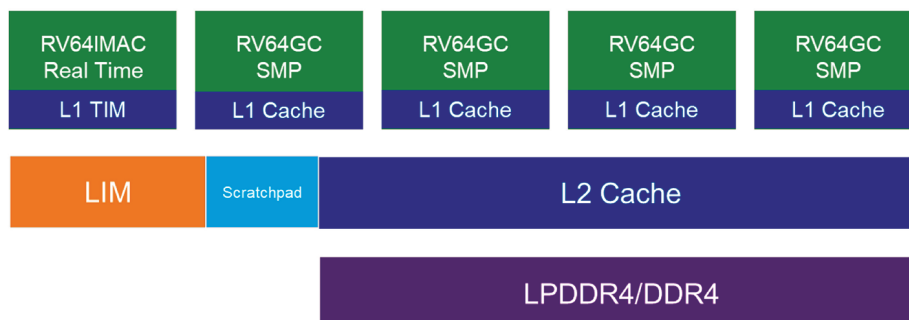 RV64IMAC
Real Time
L1 TIM
RV64GC
SMP
L1 Cache
RV64GC
SMP
L1 Cache
RV64GC
SMP
L1 Cache
RV64GC
SMP
L1 Cache
LIM
Scratchpad
L2 Cache
LPDDR4/DDR4